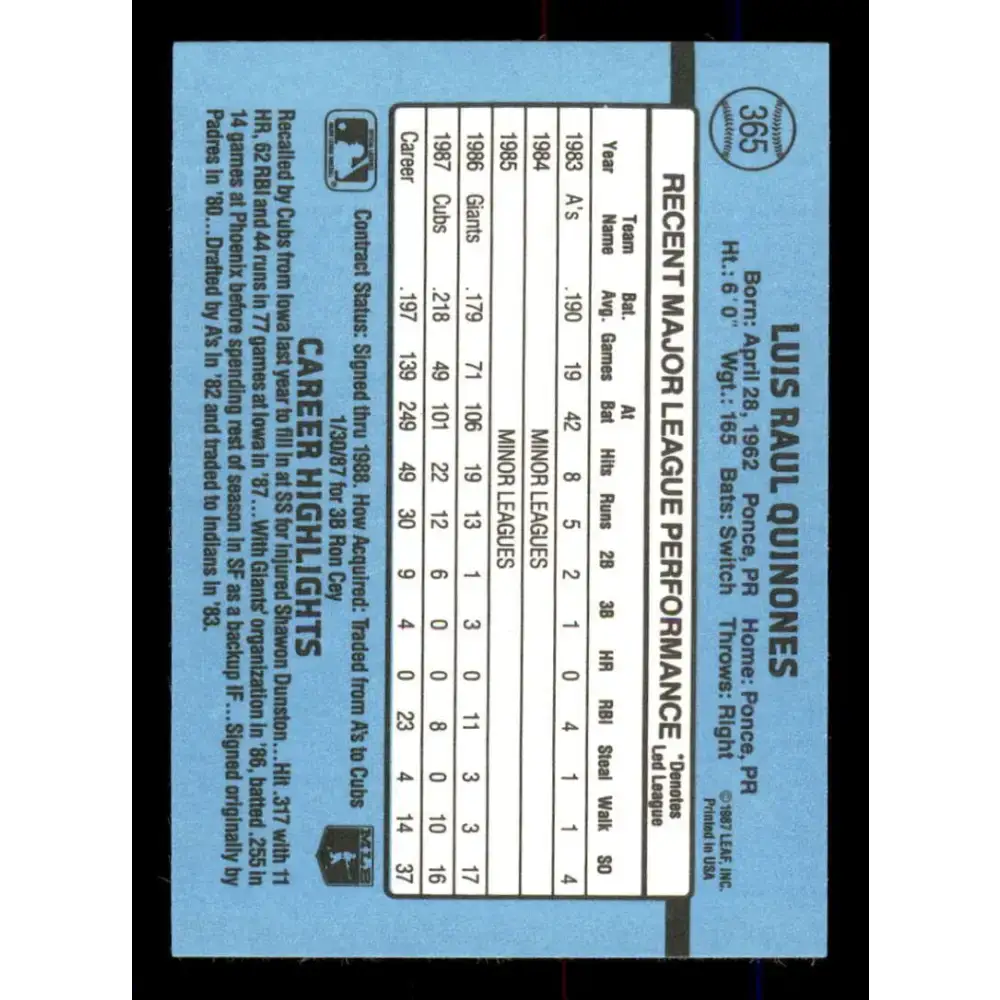 365
LUIS RAUL QUINONES
Born: April 28, 1962 Ponce, PR Home: Ponce, PR
Ht.: 6'0" Wgt.: 165 Bats: Switch Throws: Right
©1987 LEAF, INC.
Printed in USA
RECENT MAJOR LEAGUE PERFORMANCE *Denotes Led League
Year Team Name Bat. Avg. Games At Bat Hits Runs 2B 3B HR RBI Steal Walk SO
1983 A's .190 19 42 8 5 2 1 0 4 1 1 4
1984 MINOR LEAGUES
1985 MINOR LEAGUES
1986 Giants .179 71 106 19 13 1 3 0 11 3 3 17
1987 Cubs .218 49 101 22 12 6 0 0 8 0 10 16
Career .197 139 249 49 30 9 4 0 23 4 14 37
Contract Status: Signed thru 1988. How Acquired: Traded from A's to Cubs
1/30/87 for 3B Ron Cey
MLB
CAREER HIGHLIGHTS
Recalled by Cubs from Iowa last year to fill in at SS for injured Shawon Dunston...Hit .317 with 11
HR, 62 RBI and 44 runs in 77 games at Iowa in '87...With Giants' organization in '86, batted .255 in
14 games at Phoenix before spending rest of season in SF as a backup IF...Signed originally by
Padres in '80...Drafted by A's in '82 and traded to Indians in '83.